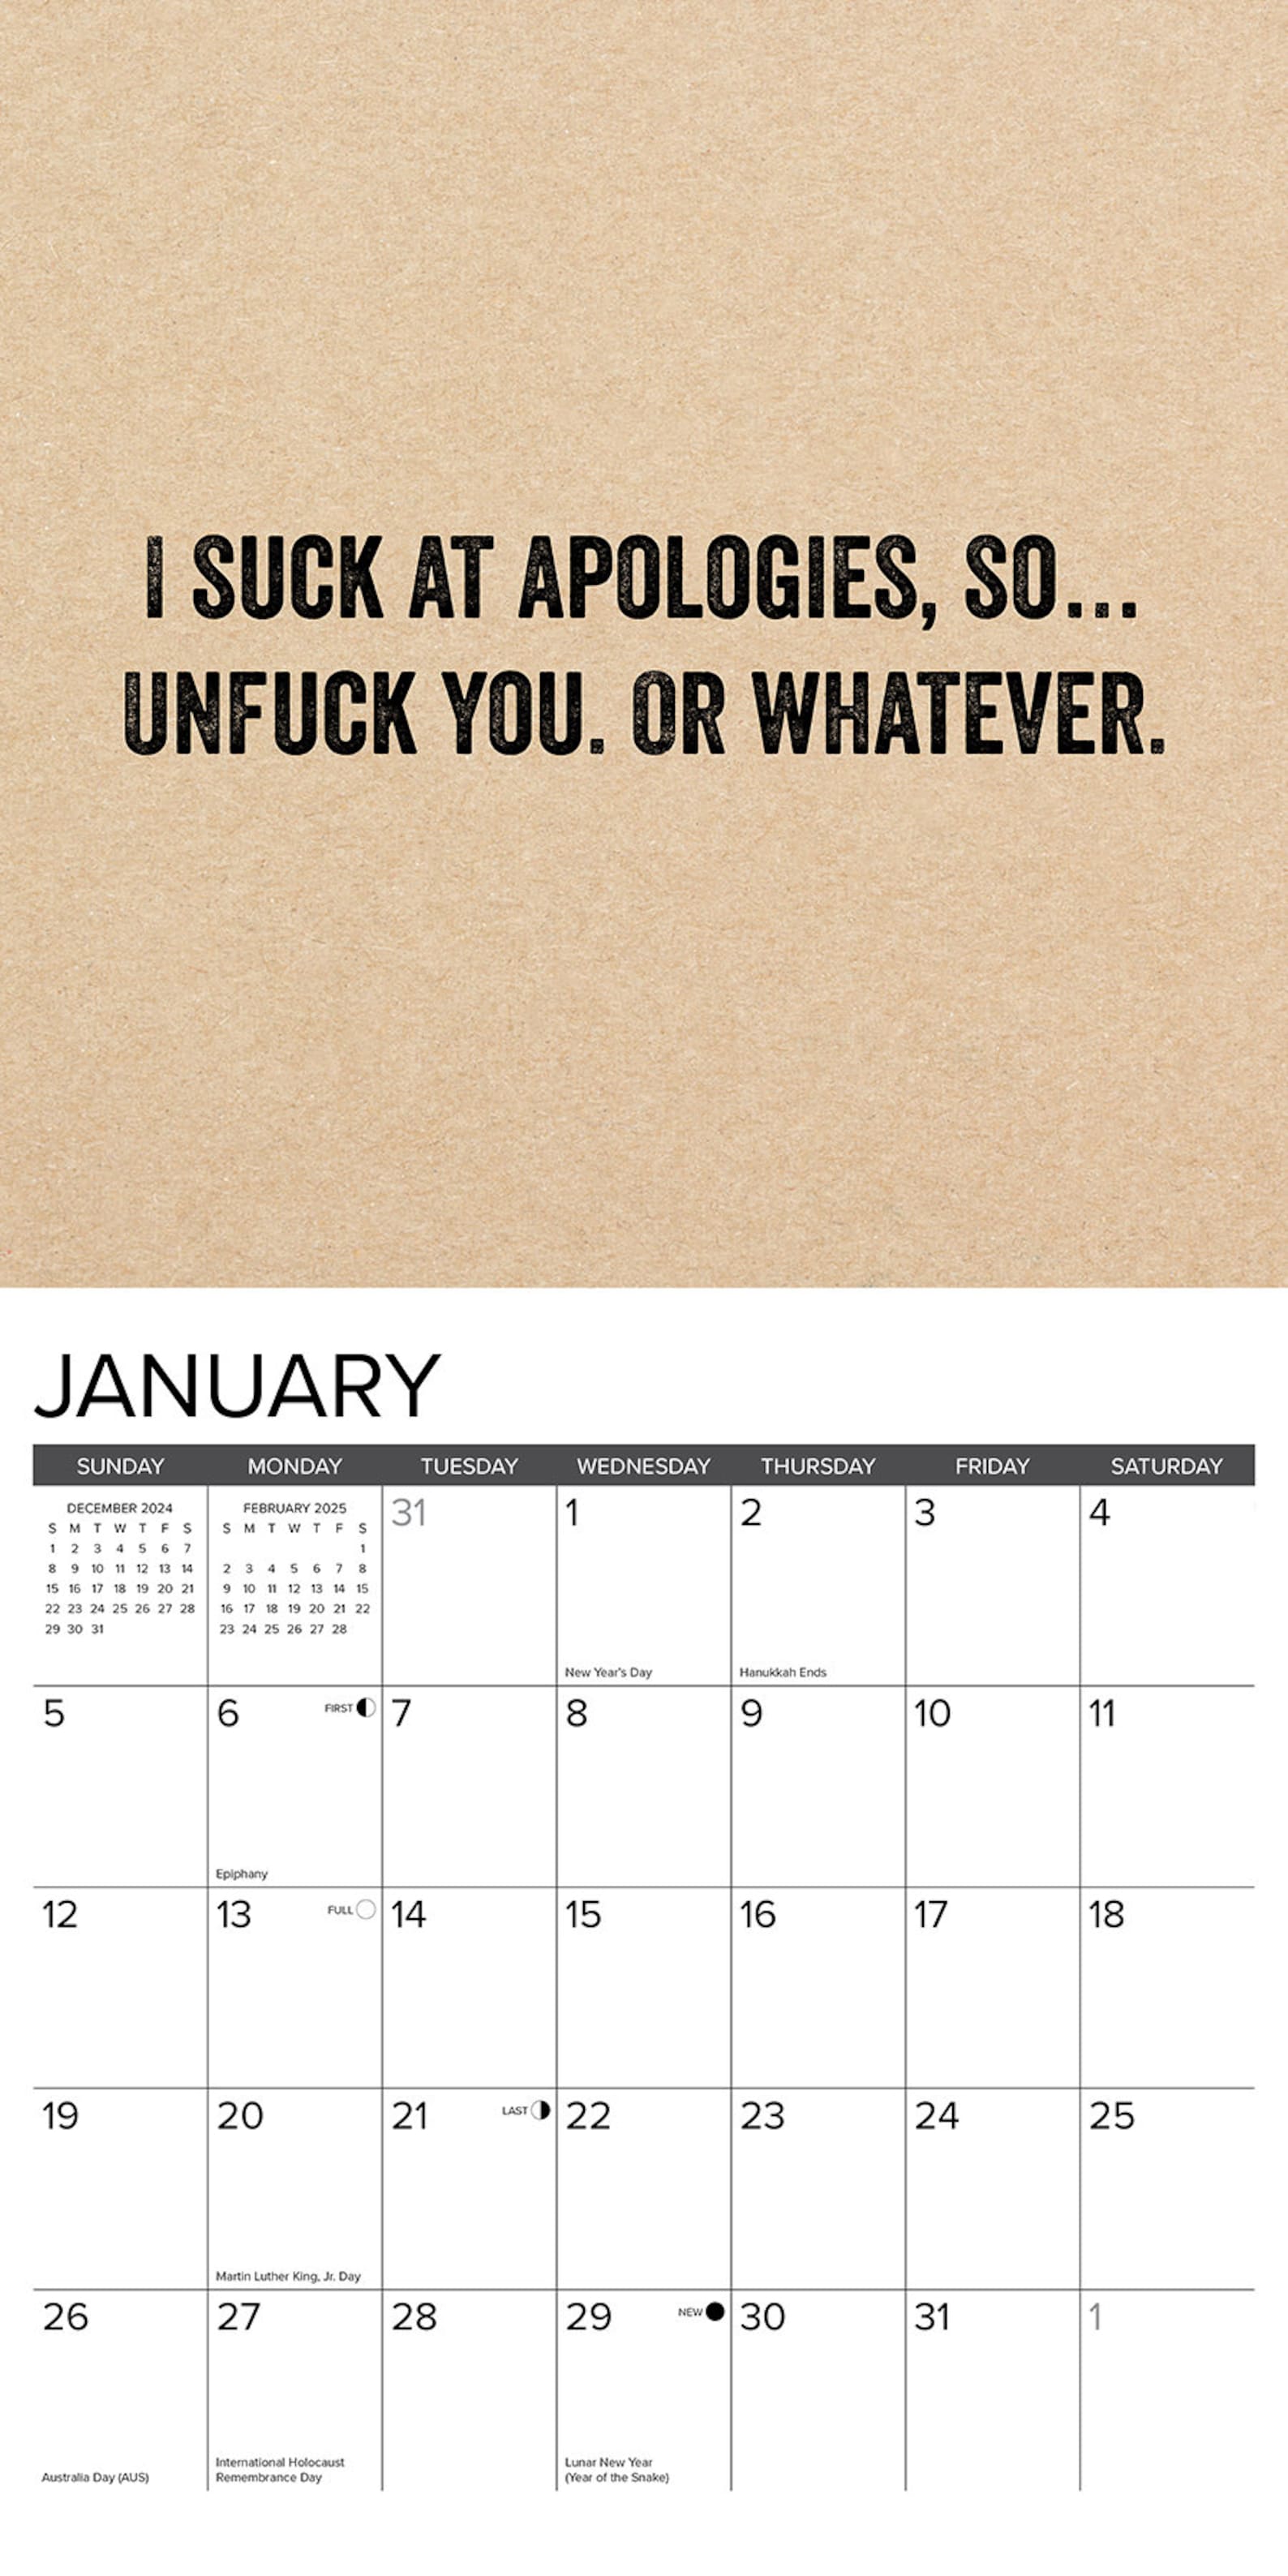 I SUCK AT APOLOGIES, SO...
UNFUCK YOU. OR WHATEVER.
JANUARY
SUNDAY MONDAY TUESDAY WEDNESDAY THURSDAY FRIDAY SATURDAY
DECEMBER 2024
S M T W T F S
1 2 3 4 5 6 7
8 9 10 11 12 13 14
15 16 17 18 19 20 21
22 23 24 25 26 27 28
29 30 31
FEBRUARY 2025
S M T W T F S
1
2 3 4 5 6 7 8
9 10 11 12 13 14 15
16 17 18 19 20 21 22
23 24 25 26 27 28
31 1 2 3 4
New Year's Day Hanukkah Ends
5 6 FIRST 7 8 9 10 11
Epiphany
12 13 FULL 14 15 16 17 18
19 20 21 LAST 22 23 24 25
Martin Luther King, Jr. Day
26 27 28 29 NEW 30 31 1
Australia Day (AUS)
International Holocaust
Remembrance Day
Lunar New Year
(Year of the Snake)